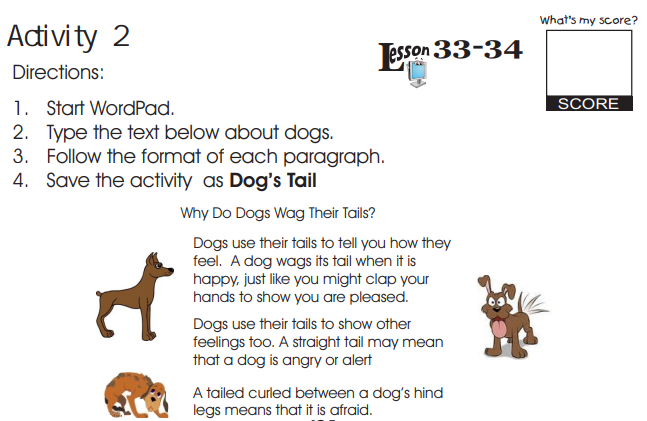 What's my score?
Activity 2
Lesson 33-34
Directions:
SCORE
1. Start WordPad.
2. Type the text below about dogs.
3. Follow the format of each paragraph.
4. Save the activity as Dog's Tail
Why Do Dogs Wag Their Tails?
Dogs use their tails to tell you how they
feel. A dog wags its tail when it is
happy, just like you might clap your
hands to show you are pleased.
Dogs use their tails to show other
feelings too. A straight tail may mean
that a dog is angry or alert
A tailed curled between a dog's hind
legs means that it is afraid.